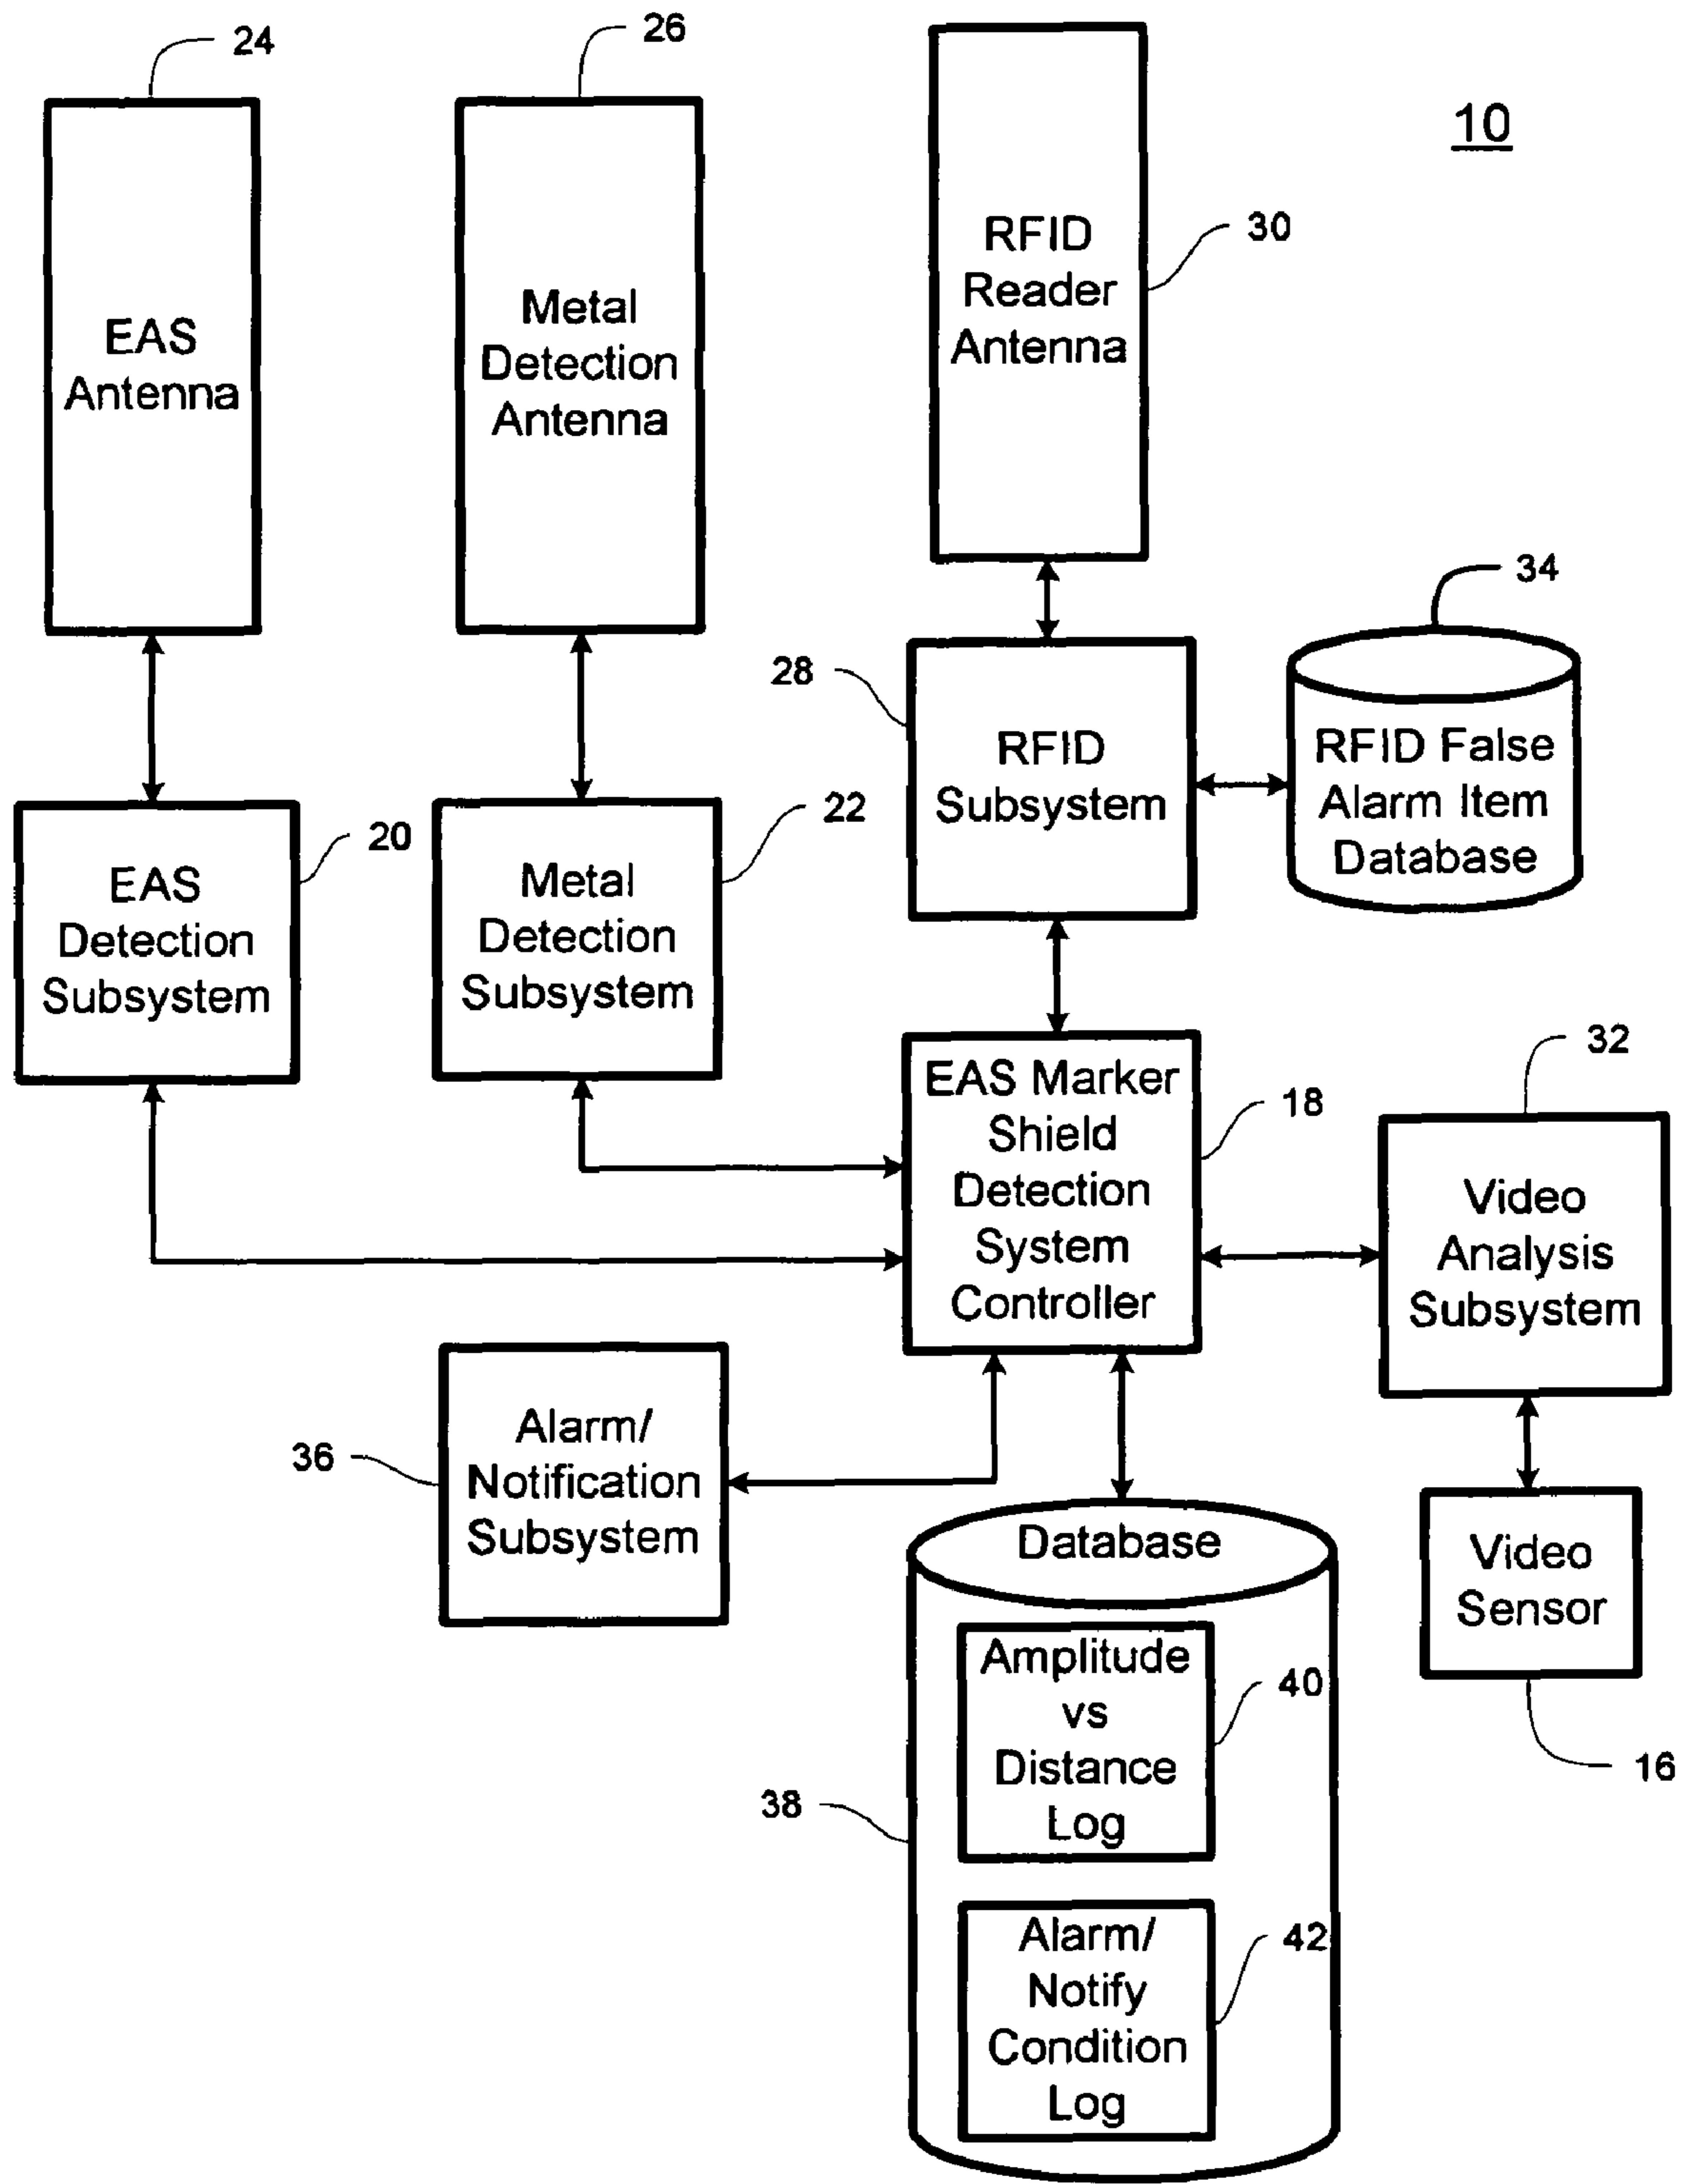 24
26
10
EAS
Antenna
Metal
Detection
Antenna
RFID
Reader
Antenna
30
34
28
RFID
Subsystem
RFID False
Alarm Item
Database
20
22
EAS
Detection
Subsystem
Metal
Detection
Subsystem
EAS Marker
Shield
Detection
System
Controller
18
32
Video
Analysis
Subsystem
36
Alarm/
Notification
Subsystem
Database
Video
Sensor
16
38
Amplitude
vs
Distance
Log
40
Alarm/
Notify
Condition
Log
42